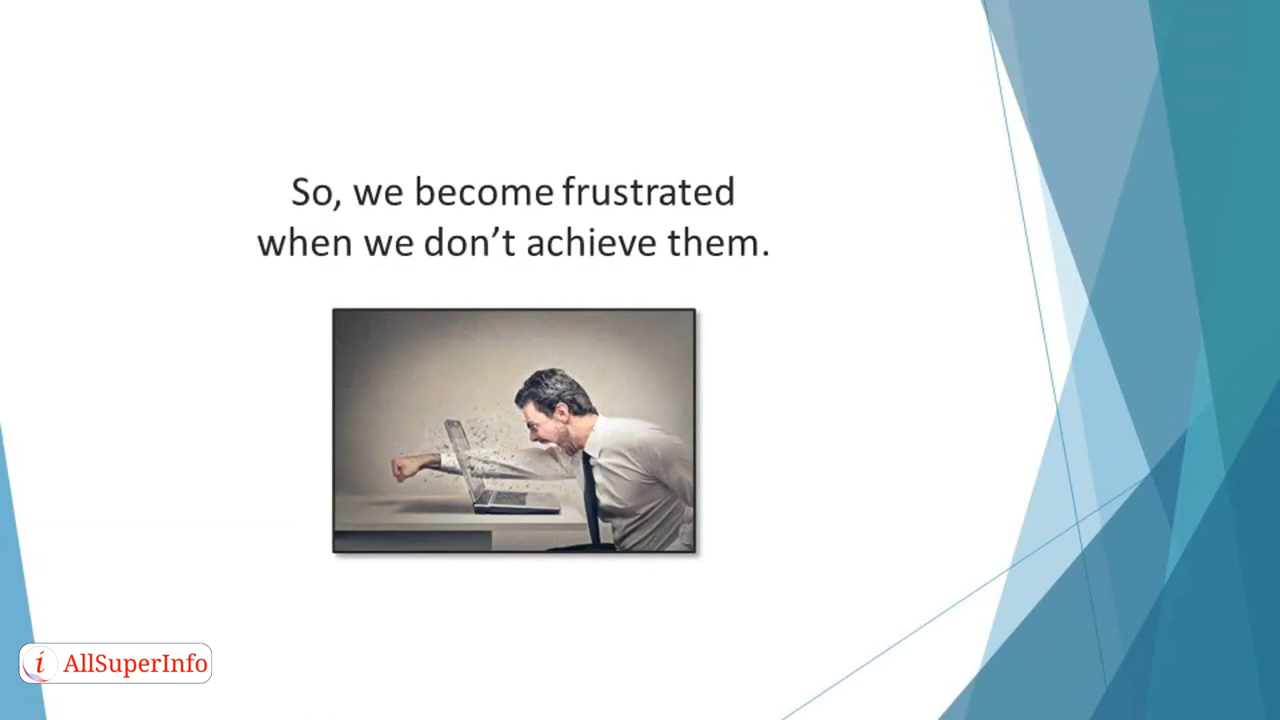 So, we become frustrated
when we don’t achieve them.
i AllSuperInfo